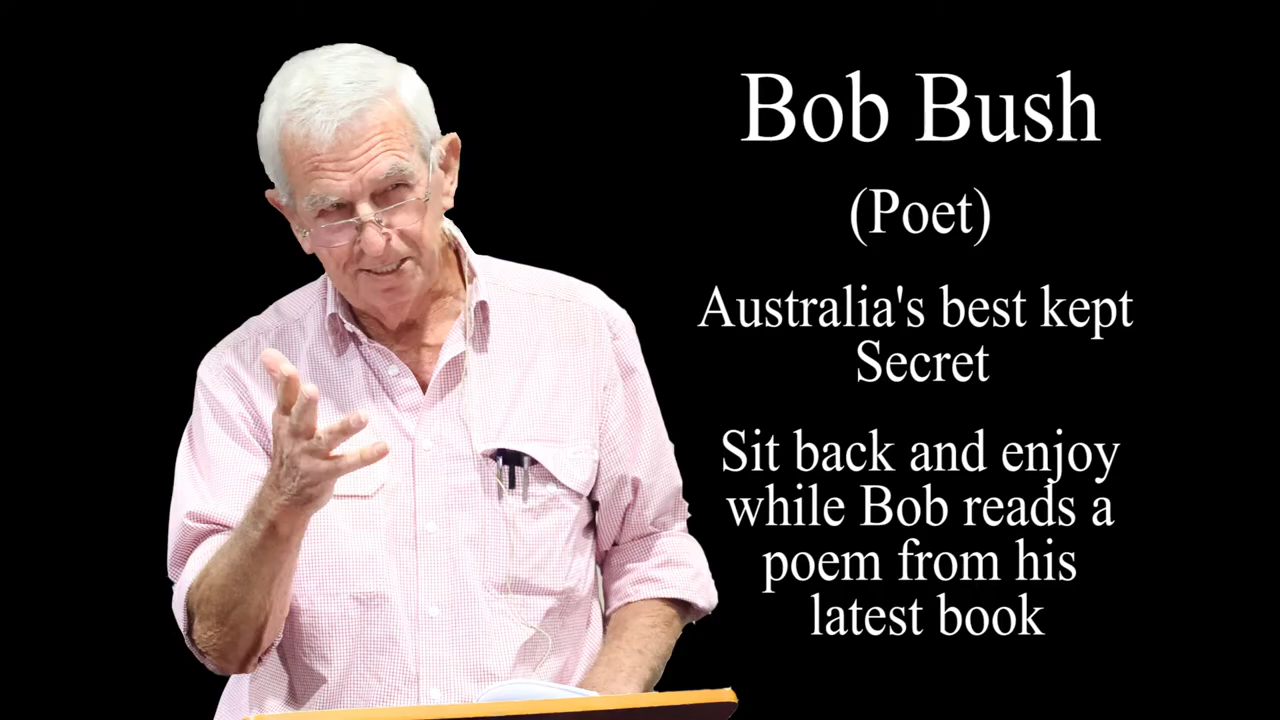 Bob Bush
(Poet)
Australia's best kept
Secret
Sit back and enjoy
while Bob reads a
poem from his
latest book